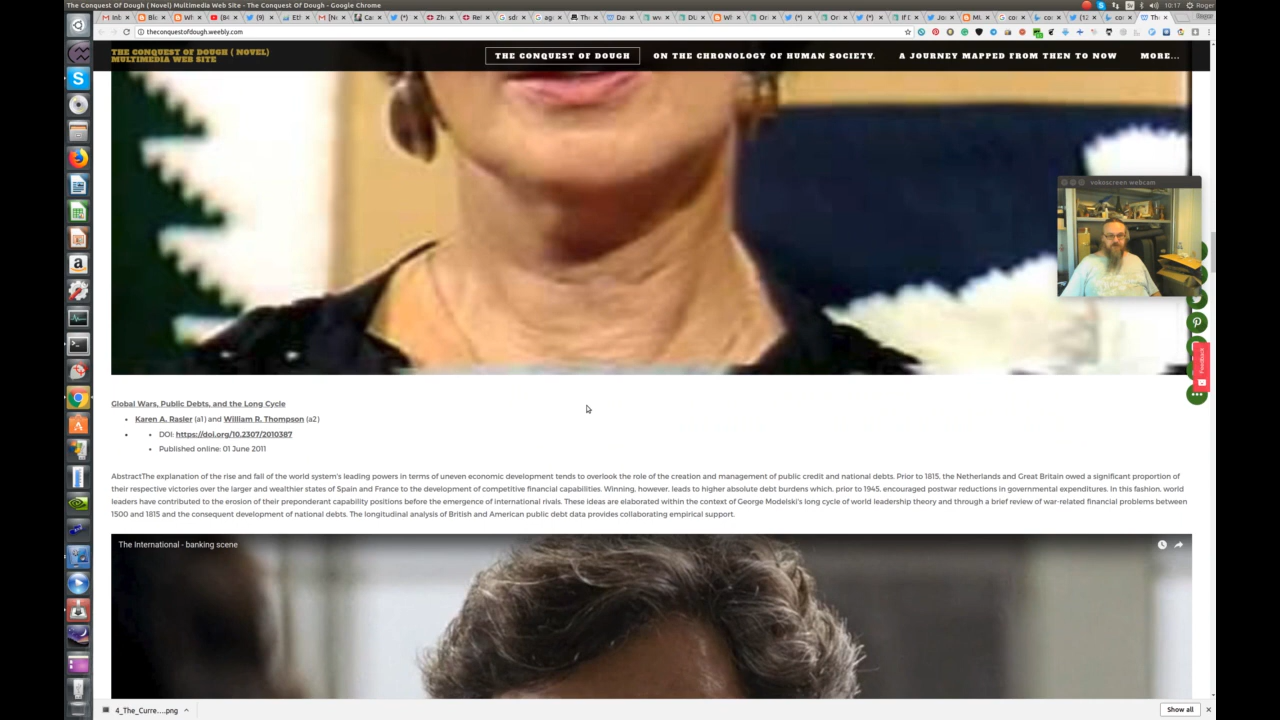 The Conquest Of Dough ( Novel) Multimedia Web Site - The Conquest Of Dough - Google Chrome
10:17 Roger
Roger
theconquestofdough.weebly.com
THE CONQUEST OF DOUGH ( NOVEL)
MULTIMEDIA WEB SITE
THE CONQUEST OF DOUGH ON THE CHRONOLOGY OF HUMAN SOCIETY. A JOURNEY MAPPED FROM THEN TO NOW MORE...
vokoscreen webcam
Feedback
Global Wars, Public Debts, and the Long Cycle
Karen A. Rasler (a1) and William R. Thompson (a2)
DOI: https://doi.org/10.2307/2010387
Published online: 01 June 2011
AbstractThe explanation of the rise and fall of the world system's leading powers in terms of uneven economic development tends to overlook the role of the creation and management of public credit and national debts. Prior to 1815, the Netherlands and Great Britain owed a significant proportion of
their respective victories over the larger and wealthier states of Spain and France to the development of competitive financial capabilities. Winning, however, leads to higher absolute debt burdens which, prior to 1945, encouraged postwar reductions in governmental expenditures. In this fashion, world
leaders have contributed to the erosion of their preponderant capability positions before the emergence of international rivals. These ideas are elaborated within the context of George Modelski's long cycle of world leadership theory and through a brief review of war-related financial problems between
1500 and 1815 and the consequent development of national debts. The longitudinal analysis of British and American public debt data provides collaborating empirical support.
The International - banking scene
4_The_Curre....png
Show all